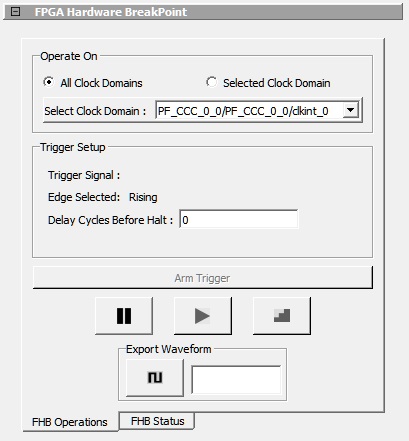 FPGA Hardware BreakPoint
Operate On
All Clock Domains
Selected Clock Domain
Select Clock Domain :
PF_CCC_0_0/PF_CCC_0_0/clkint_0
Trigger Setup
Trigger Signal :
Edge Selected: Rising
Delay Cycles Before Halt : 0
Arm Trigger
Export Waveform
FHB Operations
FHB Status